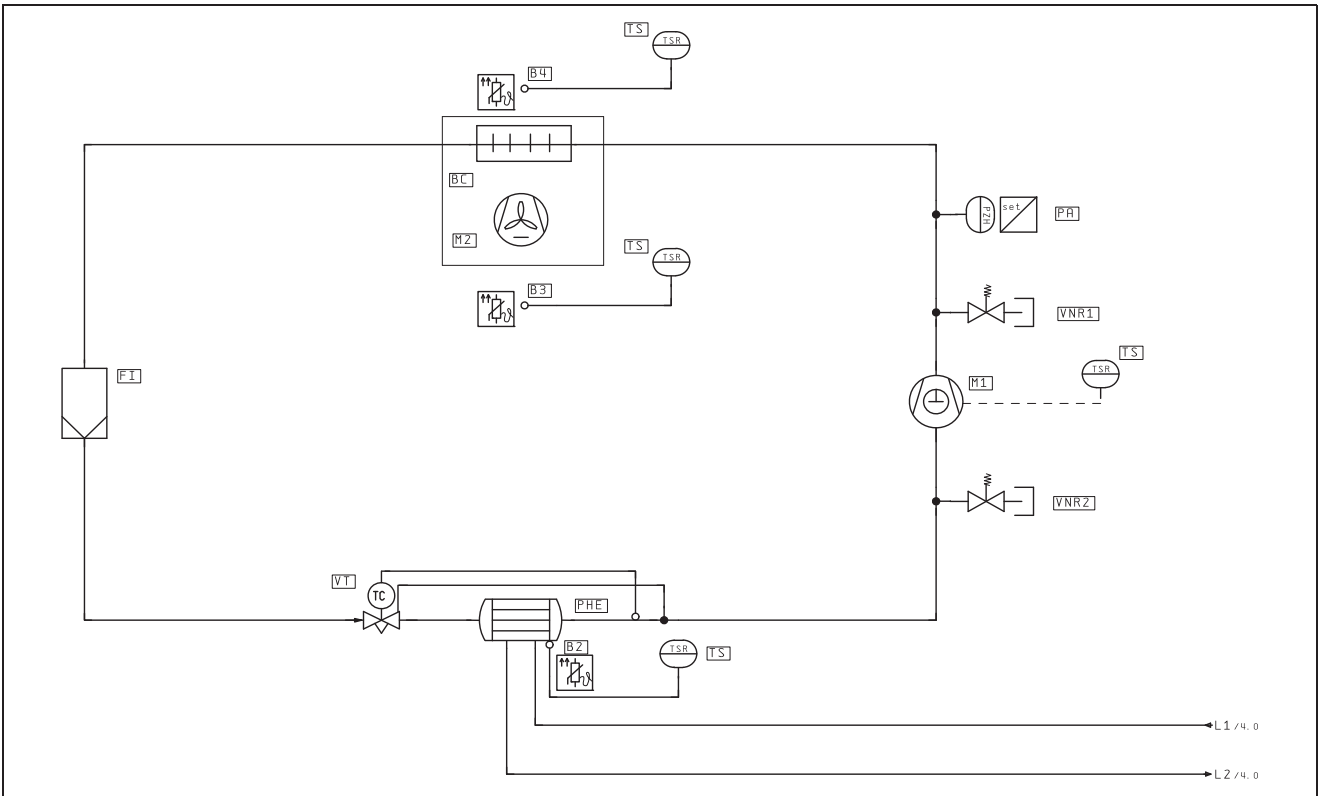 TS
TSR
B4
BC
PZH
set
PA
M2
TS
TSR
B3
VNR1
TS
TSR
FI
M1
VNR2
VT
TC
PHE
B2
TSR
TS
L1/4.0
L2/4.0